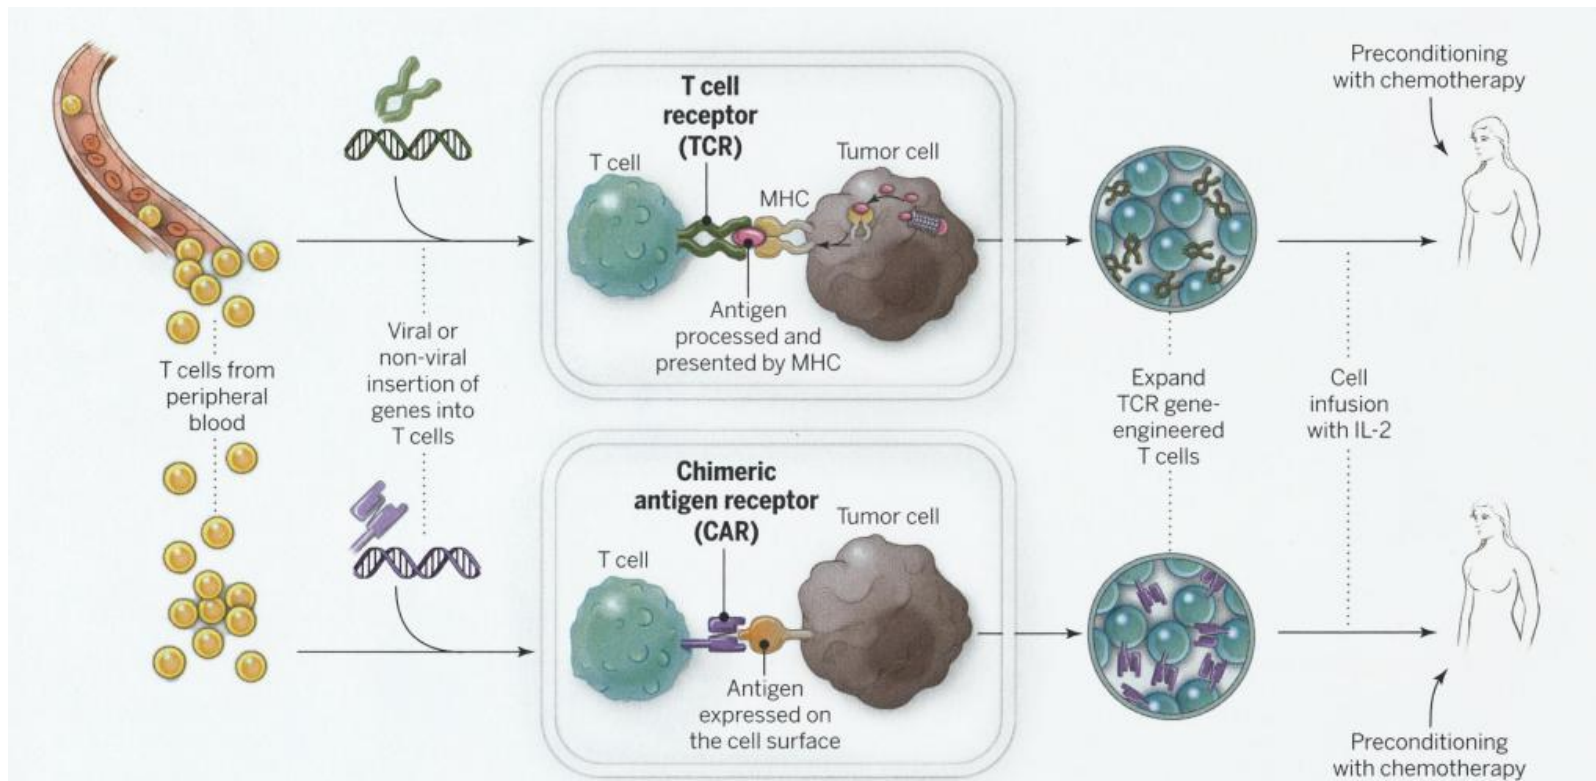 T cells from
peripheral
blood
Viral or
non-viral
insertion of
genes into
T cells
T cell
receptor
(TCR)
T cell
Tumor cell
MHC
Antigen
processed and
presented by MHC
Chimeric
antigen receptor
(CAR)
T cell
Tumor cell
Antigen
expressed on
the cell surface
Expand
TCR gene-
engineered
T cells
Cell
infusion
with IL-2
Preconditioning
with chemotherapy
Preconditioning
with chemotherapy